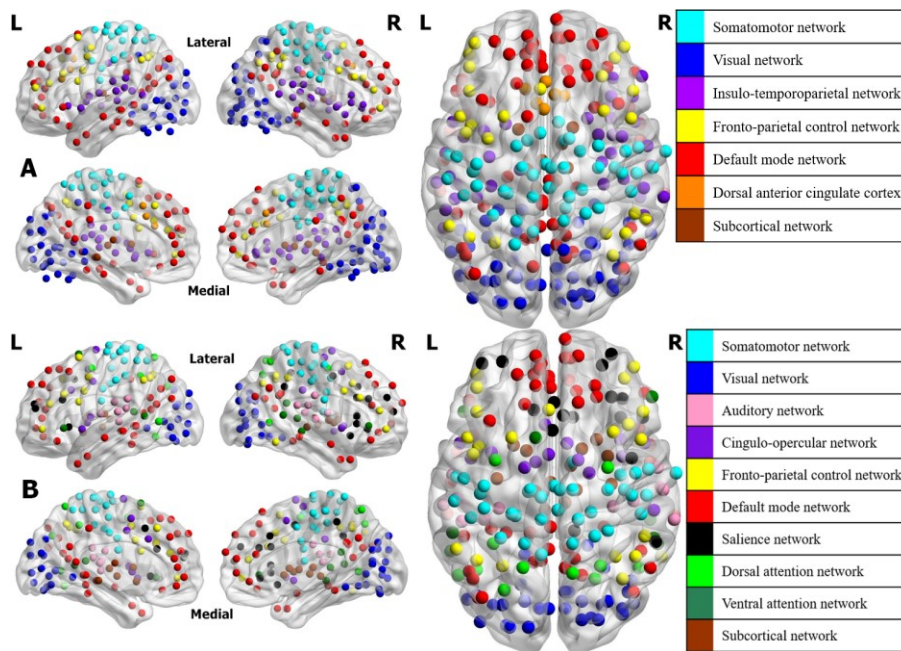 L
Lateral
R
A
Medial
L
R
Somatomotor network
Visual network
Insulo-temporoparietal network
Fronto-parietal control network
Default mode network
Dorsal anterior cingulate cortex
Subcortical network
L
Lateral
R
B
Medial
L
R
Somatomotor network
Visual network
Auditory network
Cingulo-opercular network
Fronto-parietal control network
Default mode network
Salience network
Dorsal attention network
Ventral attention network
Subcortical network